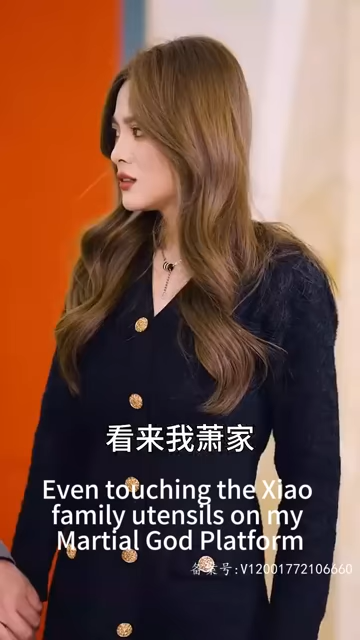 看来我萧家
Even touching the Xiao
family utensils on my
Martial God Platform
备案号:V12001772106660